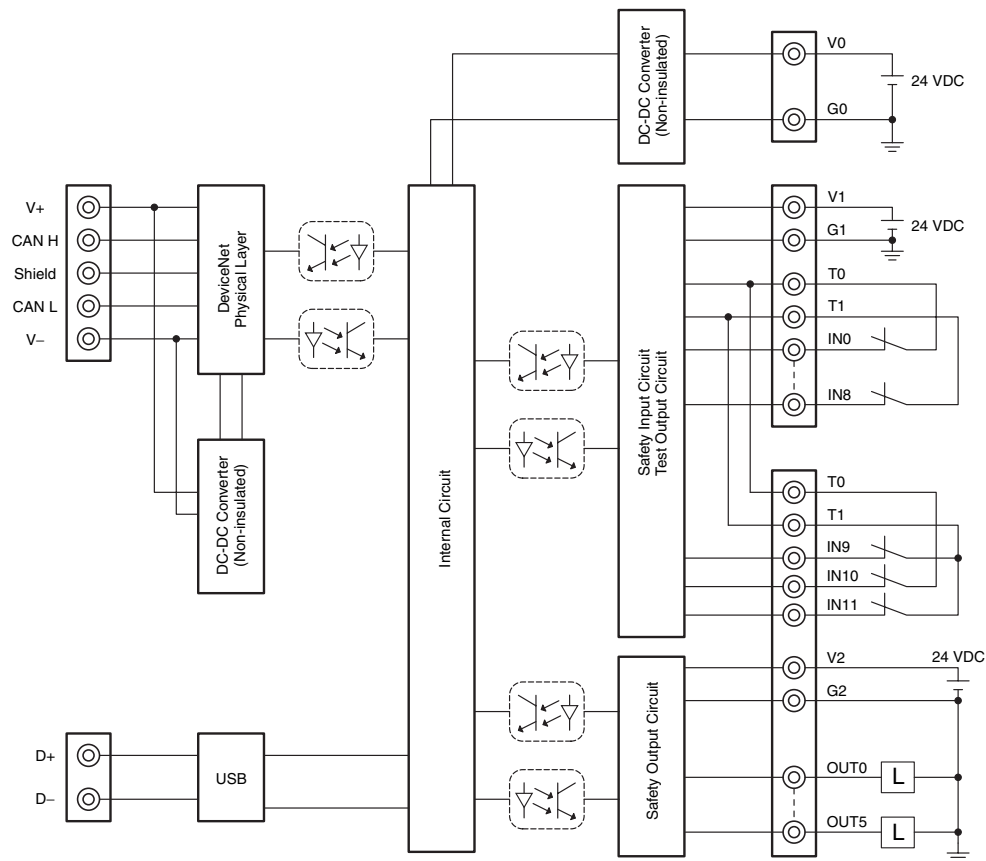 V0
24 VDC
G0
DC-DC Converter
(Non-insulated)
V+
CAN H
Shield
CAN L
V–
DeviceNet
Physical Layer
DC-DC Converter
(Non-insulated)
Internal Circuit
Safety Input Circuit
Test Output Circuit
V1
24 VDC
G1
T0
T1
IN0
IN8
T0
T1
IN9
IN10
IN11
V2
24 VDC
G2
Safety Output Circuit
OUT0
L
OUT5
L
D+
D–
USB